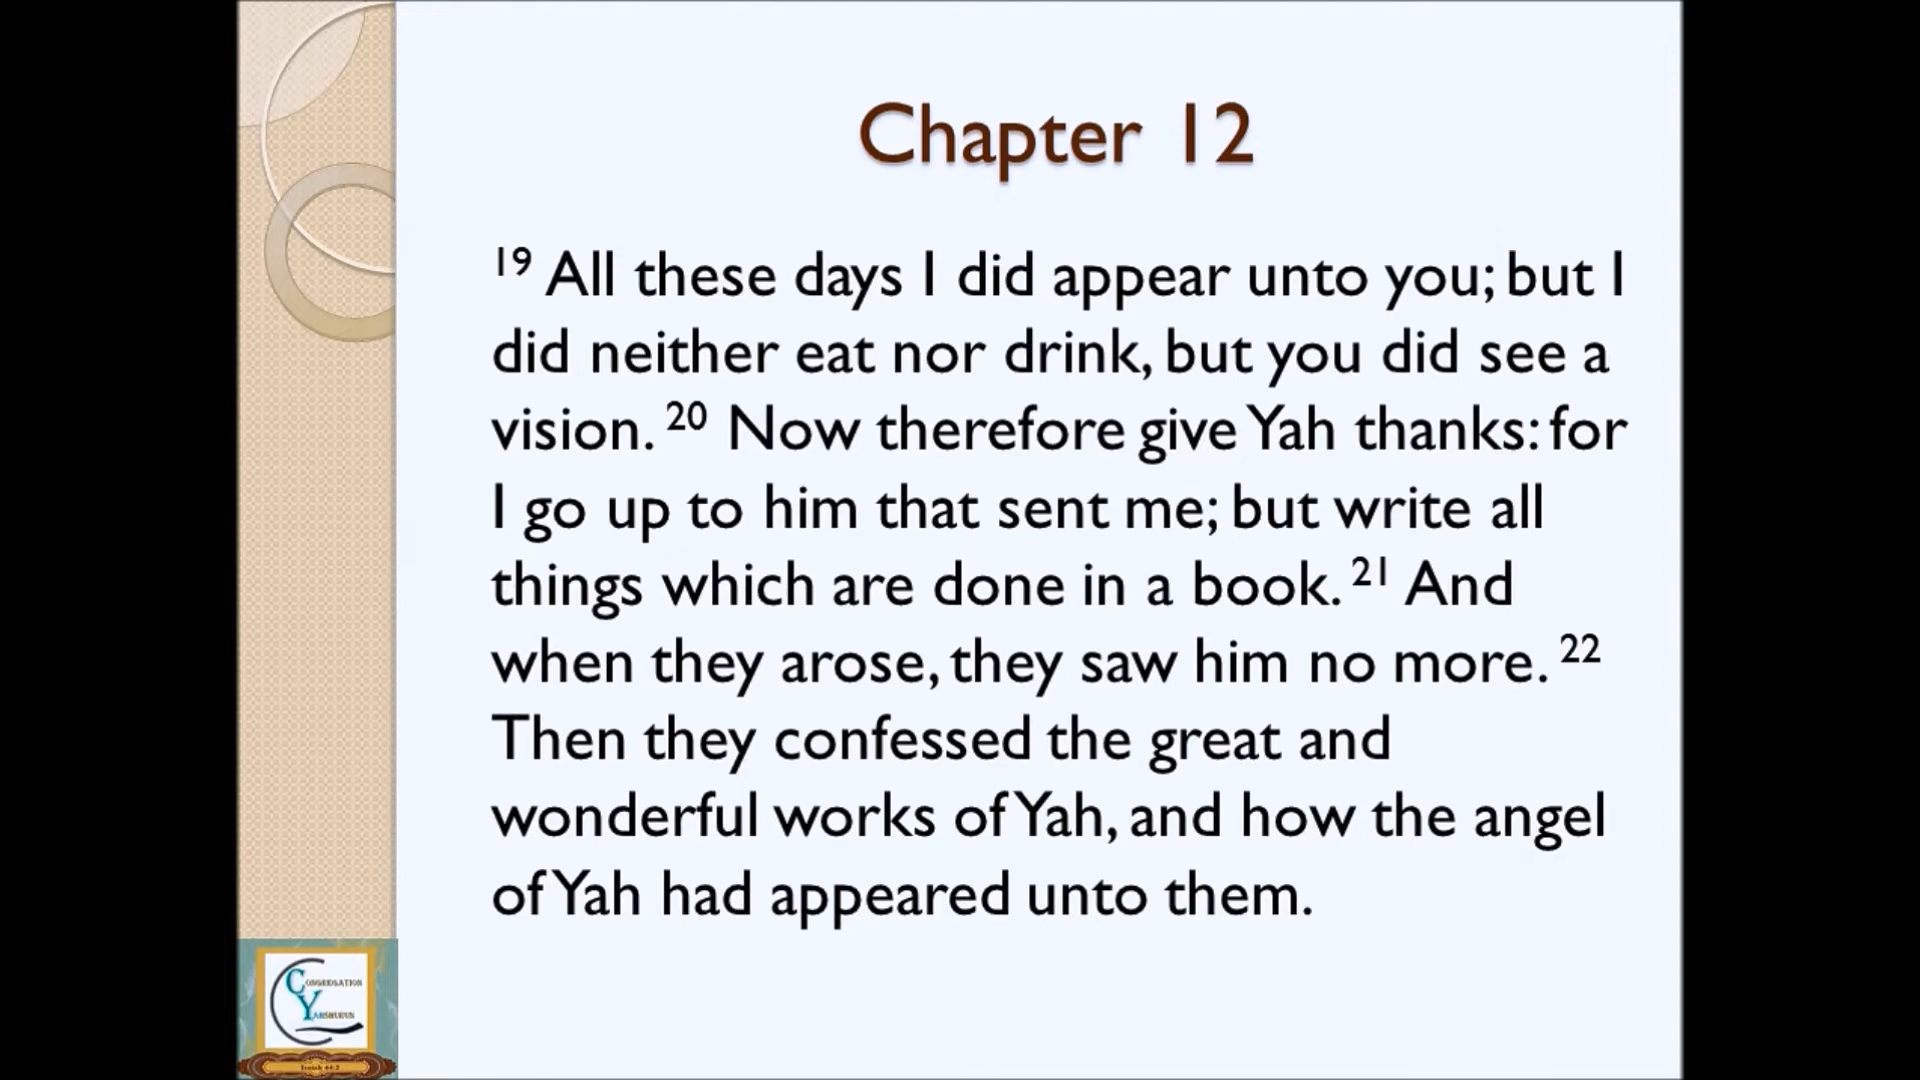 Chapter 12
19 All these days I did appear unto you; but I
did neither eat nor drink, but you did see a
vision. 20 Now therefore give Yah thanks: for
I go up to him that sent me; but write all
things which are done in a book. 21 And
when they arose, they saw him no more. 22
Then they confessed the great and
wonderful works of Yah, and how the angel
of Yah had appeared unto them.
CONGREGATION
YAHSHURUN